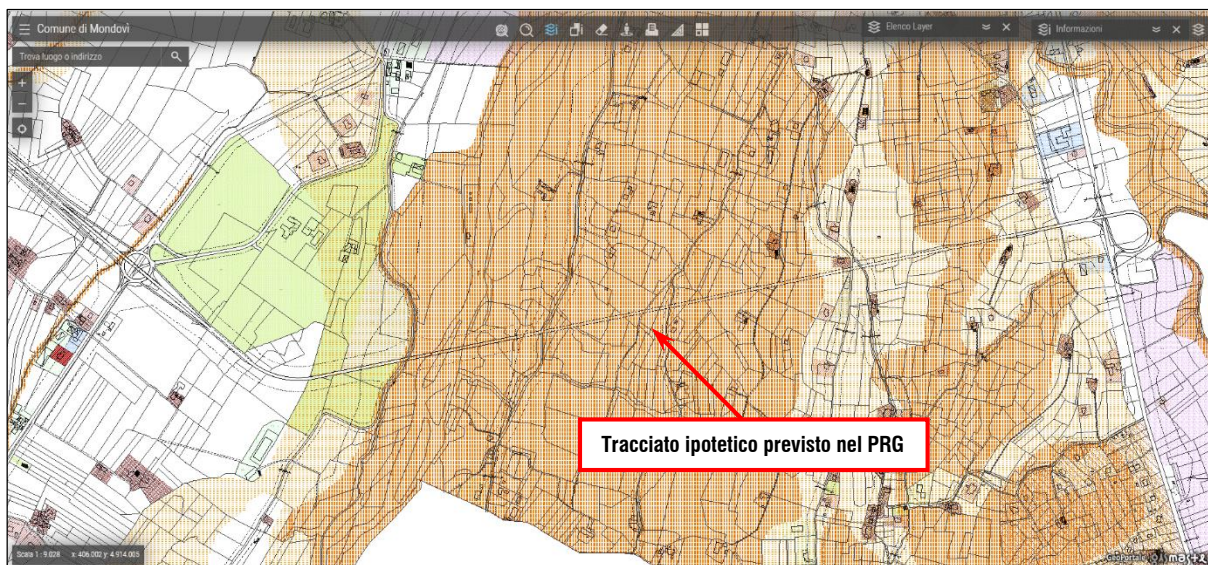 Comune di Mondovì
Elenco Layer
Informazioni
Trova luogo o indirizzo
Tracciato ipotetico previsto nel PRG
Scala 1 : 9.028 x: 406.002 y: 4.914.005
GeoPortale